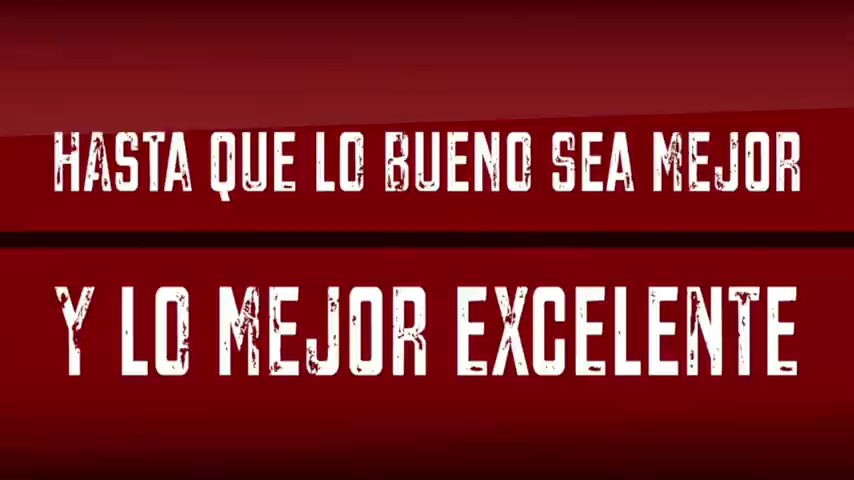 HASTA QUE LO BUENO SEA MEJOR
Y LO MEJOR EXCELENTE